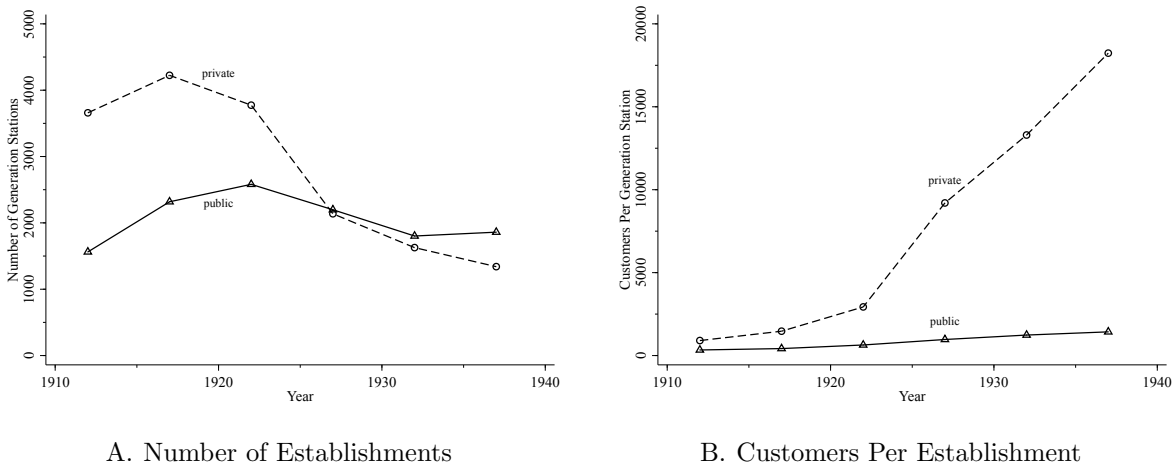 Number of Generation Stations
5000
4000
3000
2000
1000
0
private
public
1910
1920
1930
1940
Year
A. Number of Establishments
Customers Per Generation Station
20000
15000
10000
5000
0
private
public
1910
1920
1930
1940
Year
B. Customers Per Establishment